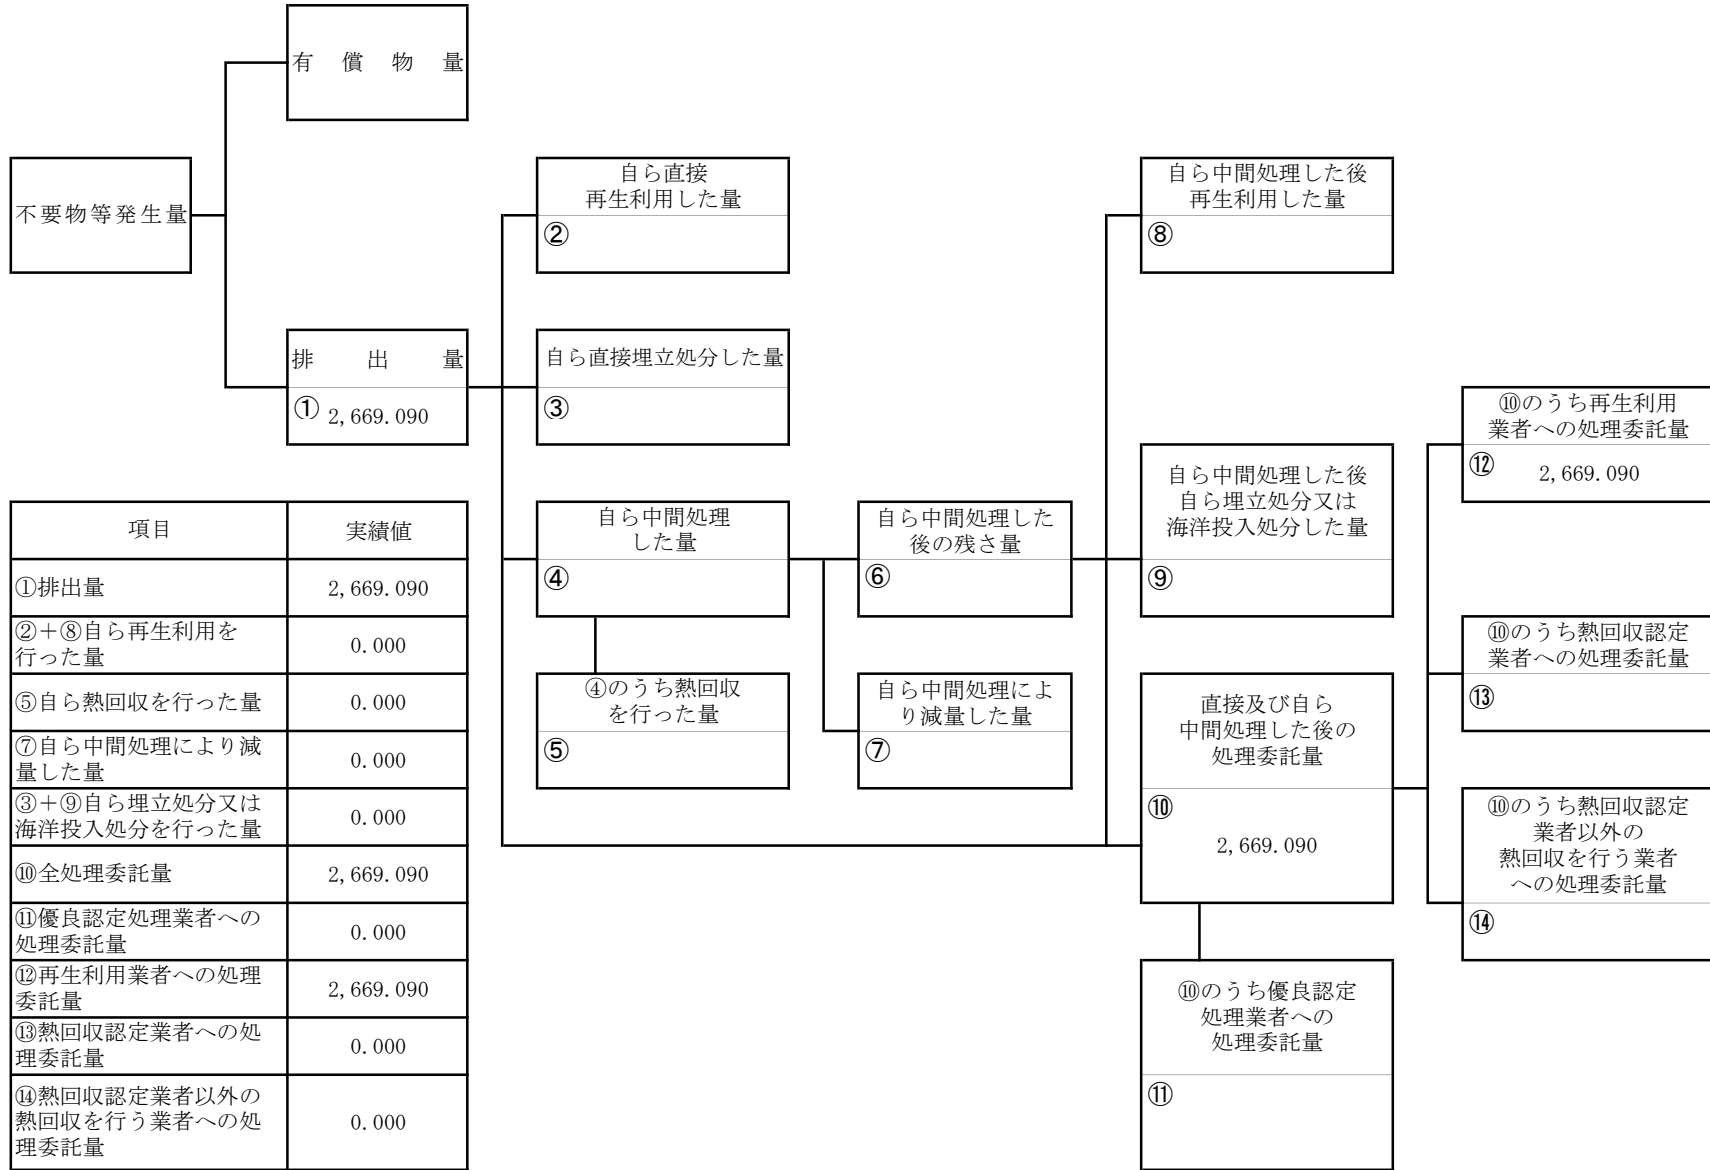 有償物量
不要物等発生量
自ら直接
再生利用した量
②
自ら中間処理した後
再生利用した量
⑧
排出量
① 2,669.090
自ら直接埋立処分した量
③
⑩のうち再生利用
業者への処理委託量
⑫ 2,669.090
自ら中間処理した後
自ら埋立処分又は
海洋投入処分した量
⑨
自ら中間処理
した量
④
自ら中間処理した
後の残さ量
⑥
⑩のうち熱回収認定
業者への処理委託量
⑬
④のうち熱回収
を行った量
⑤
自ら中間処理によ
り減量した量
⑦
直接及び自ら
中間処理した後の
処理委託量
⑩
2,669.090
⑩のうち熱回収認定
業者以外の
熱回収を行う業者
への処理委託量
⑭
⑩のうち優良認定
処理業者への
処理委託量
⑪
項目 実績値
①排出量 2,669.090
②+⑧自ら再生利用を
行った量 0.000
⑤自ら熱回収を行った量 0.000
⑦自ら中間処理により減
量した量 0.000
③+⑨自ら埋立処分又は
海洋投入処分を行った量 0.000
⑩全処理委託量 2,669.090
⑪優良認定処理業者への
処理委託量 0.000
⑫再生利用業者への処理
委託量 2,669.090
⑬熱回収認定業者への処
理委託量 0.000
⑭熱回収認定業者以外の
熱回収を行う業者への処
理委託量 0.000